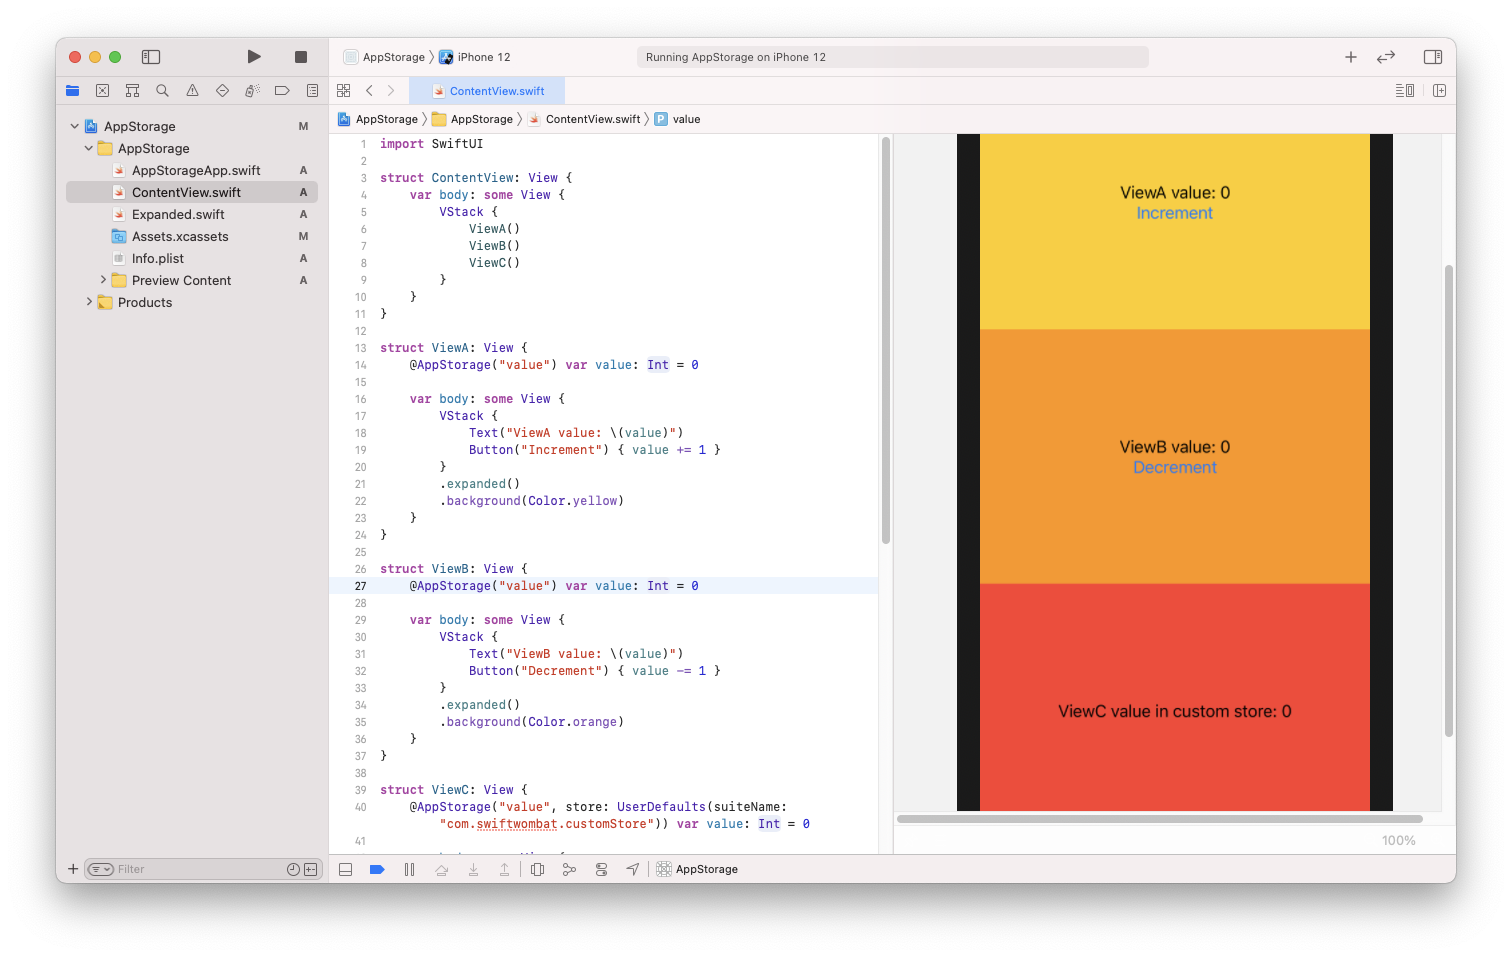 AppStorage
iPhone 12
Running AppStorage on iPhone 12
ContentView.swift
AppStorage
AppStorage
ContentView.swift
P value
AppStorage M
AppStorage
AppStorageApp.swift A
ContentView.swift A
Expanded.swift A
Assets.xcassets M
Info.plist A
Preview Content A
Products
1 import SwiftUI
2
3 struct ContentView: View {
4 var body: some View {
5 VStack {
6 ViewA()
7 ViewB()
8 ViewC()
9 }
10 }
11 }
12
13 struct ViewA: View {
14 @AppStorage("value") var value: Int = 0
15
16 var body: some View {
17 VStack {
18 Text("ViewA value: \(value)")
19 Button("Increment") { value += 1 }
20 }
21 .expanded()
22 .background(Color.yellow)
23 }
24 }
25
26 struct ViewB: View {
27 @AppStorage("value") var value: Int = 0
28
29 var body: some View {
30 VStack {
31 Text("ViewB value: \(value)")
32 Button("Decrement") { value -= 1 }
33 }
34 .expanded()
35 .background(Color.orange)
36 }
37 }
38
39 struct ViewC: View {
40 @AppStorage("value", store: UserDefaults(suiteName:
"com.swiftwombat.customStore")) var value: Int = 0
41
ViewA value: 0
Increment
ViewB value: 0
Decrement
ViewC value in custom store: 0
100%
Filter
AppStorage